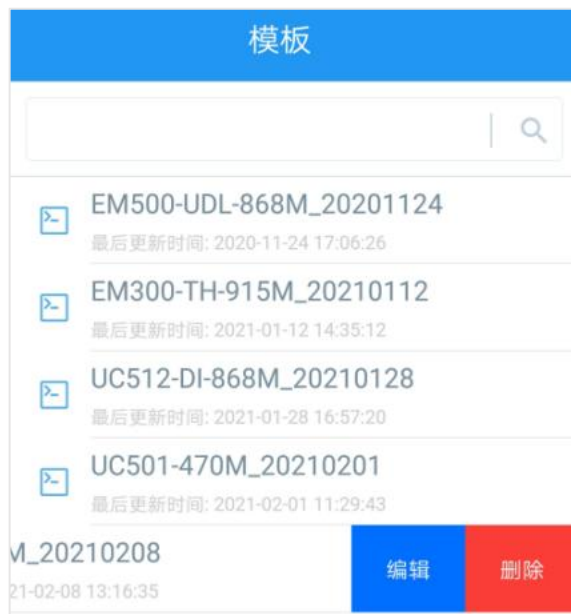 模板
EM500-UDL-868M_20201124
最后更新时间: 2020-11-24 17:06:26
EM300-TH-915M_20210112
最后更新时间: 2021-01-12 14:35:12
UC512-DI-868M_20210128
最后更新时间: 2021-01-28 16:57:20
UC501-470M_20210201
最后更新时间: 2021-02-01 11:29:43
M_20210208
21-02-08 13:16:35
编辑
删除